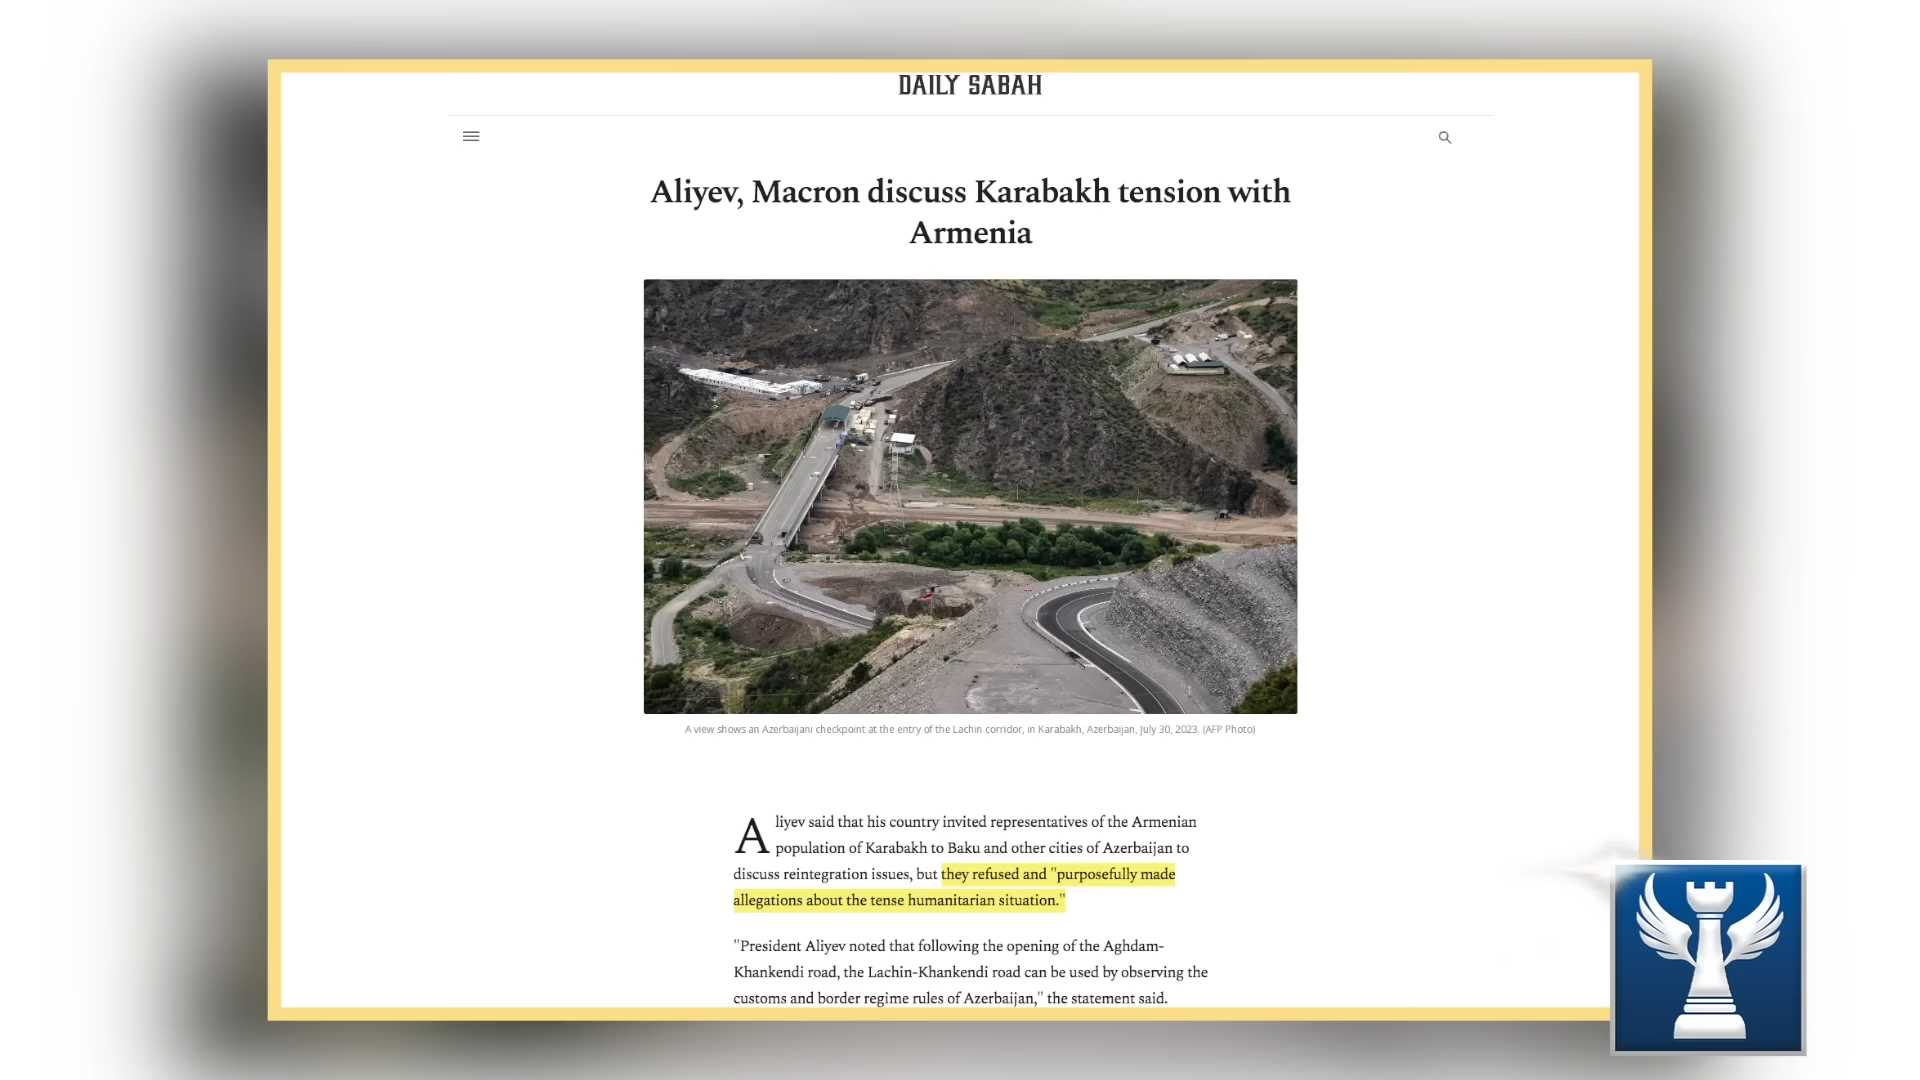 DAILY SABAH
Aliyev, Macron discuss Karabakh tension with
Armenia
A view shows an Azerbaijani checkpoint at the entry of the Lachin corridor, in Karabakh, Azerbaijan, July 30, 2023. (AFP Photo)
Aliyev said that his country invited representatives of the Armenian
population of Karabakh to Baku and other cities of Azerbaijan to
discuss reintegration issues, but they refused and "purposefully made
allegations about the tense humanitarian situation."
"President Aliyev noted that following the opening of the Aghdam-
Khankendi road, the Lachin-Khankendi road can be used by observing the
customs and border regime rules of Azerbaijan," the statement said.